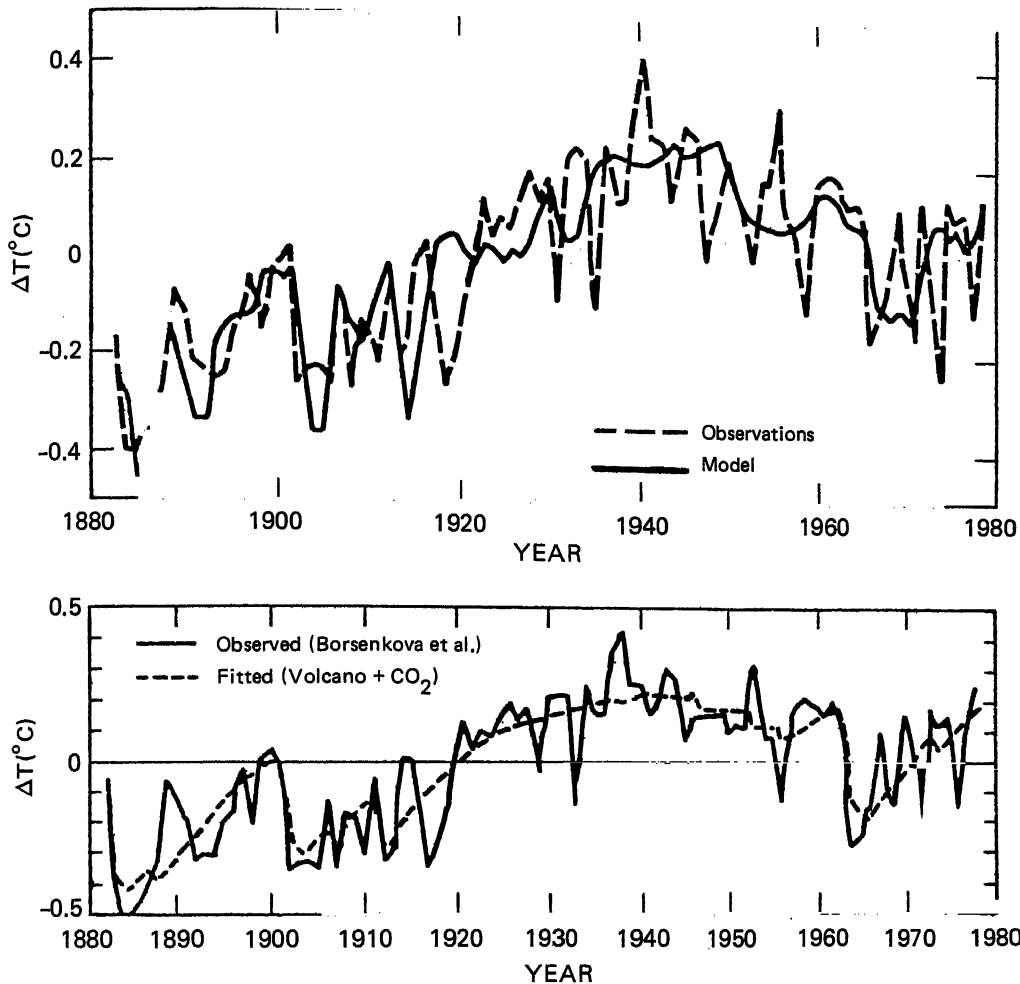 0.4
0.2
0
-0.2
-0.4
ΔT(°C)
Observations
Model
1880 1900 1920 1940 1960 1980
YEAR
0.5
0
-0.5
ΔT(°C)
Observed (Borsenkova et al.)
Fitted (Volcano + CO2)
1880 1890 1900 1910 1920 1930 1940 1950 1960 1970 1980
YEAR